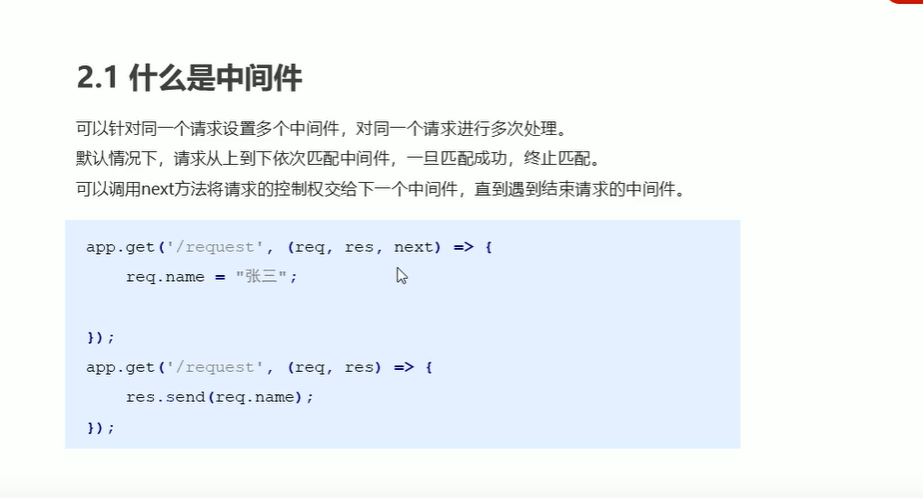 2.1 什么是中间件
可以针对同一个请求设置多个中间件，对同一个请求进行多次处理。
默认情况下，请求从上到下依次匹配中间件，一旦匹配成功，终止匹配。
可以调用next方法将请求的控制权交给下一个中间件，直到遇到结束请求的中间件。
app.get('/request', (req, res, next) => {
req.name = "张三";
});
app.get('/request', (req, res) => {
res.send(req.name);
});